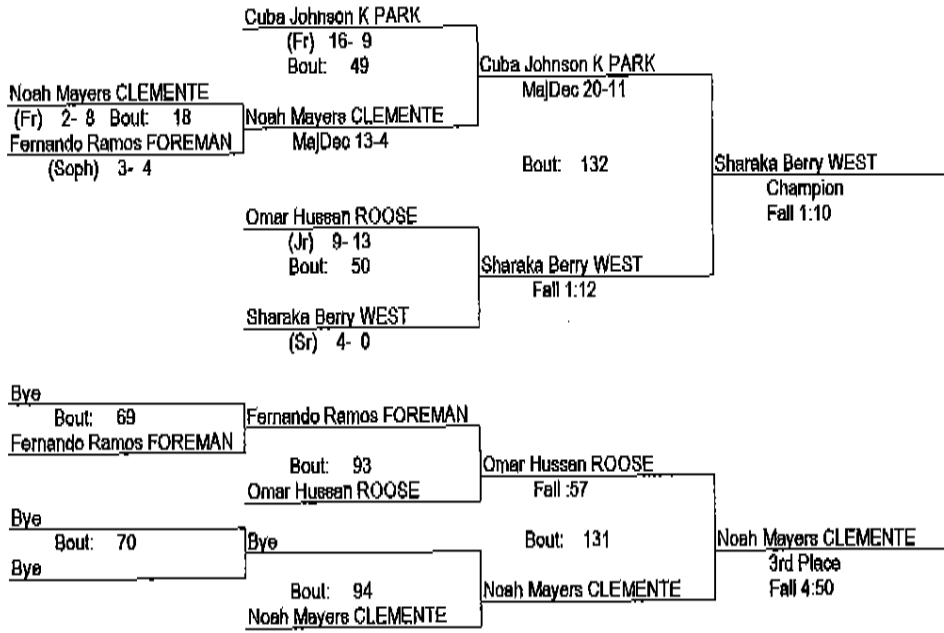 Cuba Johnson K PARK
(Fr) 16- 9
Bout: 49
Cuba Johnson K PARK
MajDec 20-11
Noah Mayers CLEMENTE
(Fr) 2- 8 Bout: 18
Noah Mayers CLEMENTE
MajDec 13-4
Fernando Ramos FOREMAN
(Soph) 3- 4
Bout: 132
Sharaka Berry WEST
Champion
Fall 1:10
Omar Hussan ROOSE
(Jr) 9- 13
Bout: 50
Sharaka Berry WEST
Fall 1:12
Sharaka Berry WEST
(Sr) 4- 0
Bye
Bout: 69
Fernando Ramos FOREMAN
Fernando Ramos FOREMAN
Bout: 93
Omar Hussan ROOSE
Fall :57
Omar Hussan ROOSE
Bye
Bout: 70
Bye
Bye
Bout: 131
Noah Mayers CLEMENTE
3rd Place
Fall 4:50
Bout: 94
Noah Mayers CLEMENTE
Noah Mayers CLEMENTE